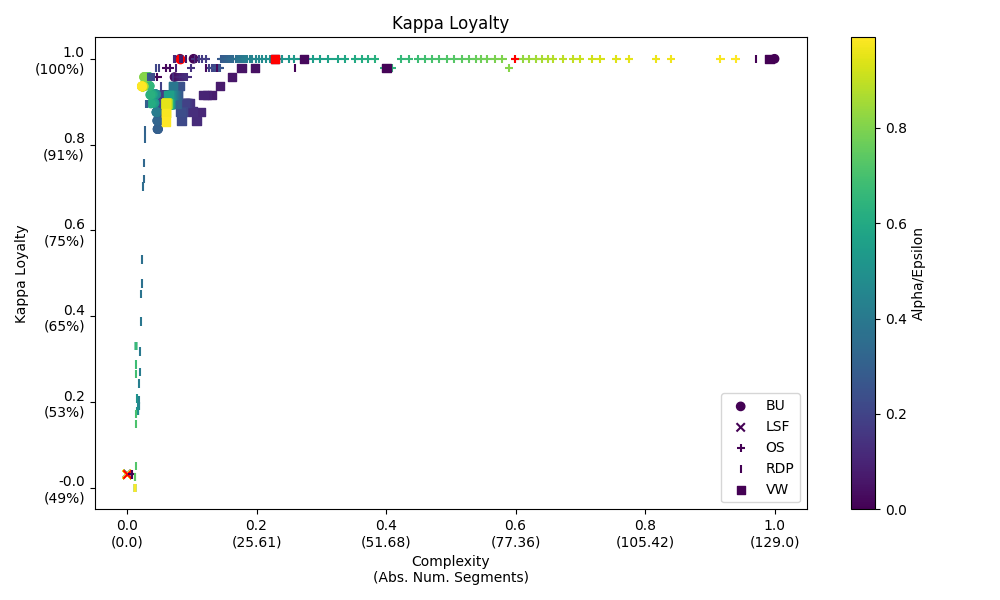 Kappa Loyalty
1.0
(100%)
0.8
(91%)
0.6
(75%)
0.4
(65%)
0.2
(53%)
-0.0
(49%)
Kappa Loyalty
0.0
(0.0)
0.2
(25.61)
0.4
(51.68)
0.6
(77.36)
0.8
(105.42)
1.0
(129.0)
Complexity
(Abs. Num. Segments)
BU
LSF
OS
RDP
VW
0.8
0.6
0.4
0.2
0.0
Alpha/Epsilon